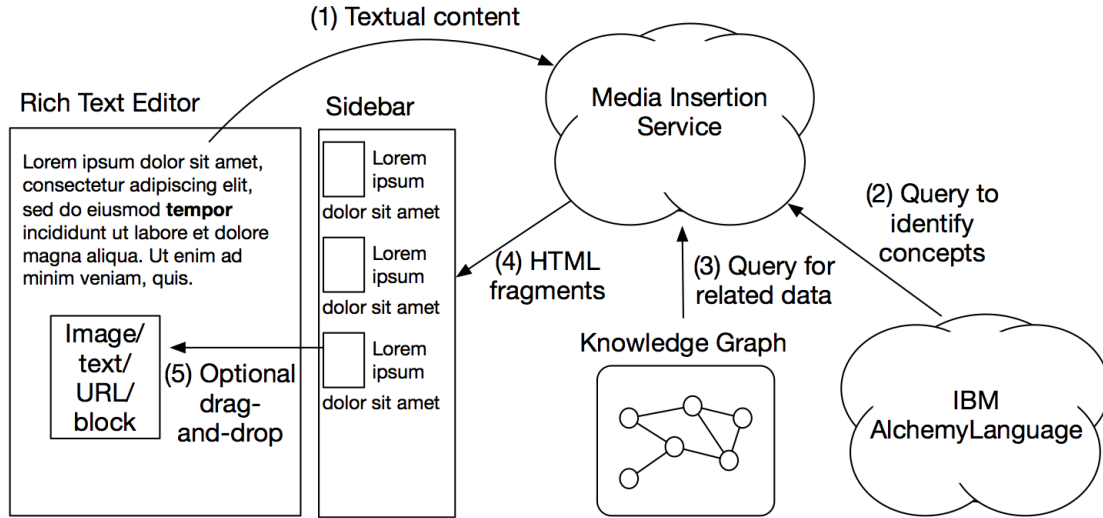 (1) Textual content
Rich Text Editor
Lorem ipsum dolor sit amet,
consectetur adipiscing elit,
sed do eiusmod tempor
incididunt ut labore et dolore
magna aliqua. Ut enim ad
minim veniam, quis.
Image/
text/
URL/
block
(5) Optional
drag-
and-drop
Sidebar
Lorem
ipsum
dolor sit amet
Lorem
ipsum
dolor sit amet
Lorem
ipsum
dolor sit amet
(4) HTML
fragments
Media Insertion
Service
(3) Query for
related data
Knowledge Graph
(2) Query to
identify
concepts
IBM
AlchemyLanguage